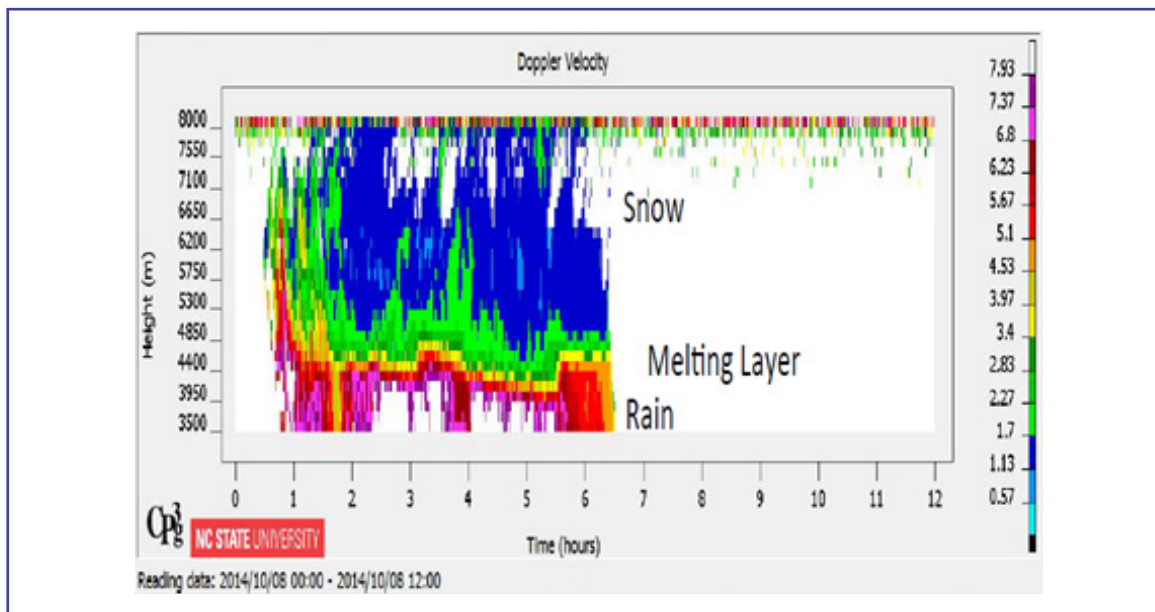 Doppler Velocity
8000
7550
7100
6650
6200
5750
5300
4850
4400
3950
3500
Height (m)
0 1 2 3 4 5 6 7 8 9 10 11 12
Time (hours)
Snow
Melting Layer
Rain
7.93
7.37
6.8
6.23
5.67
5.1
4.53
3.97
3.4
2.83
2.27
1.7
1.13
0.57
NC STATE UNIVERSITY
Reading data: 2014/10/08 00:00 - 2014/10/08 12:00